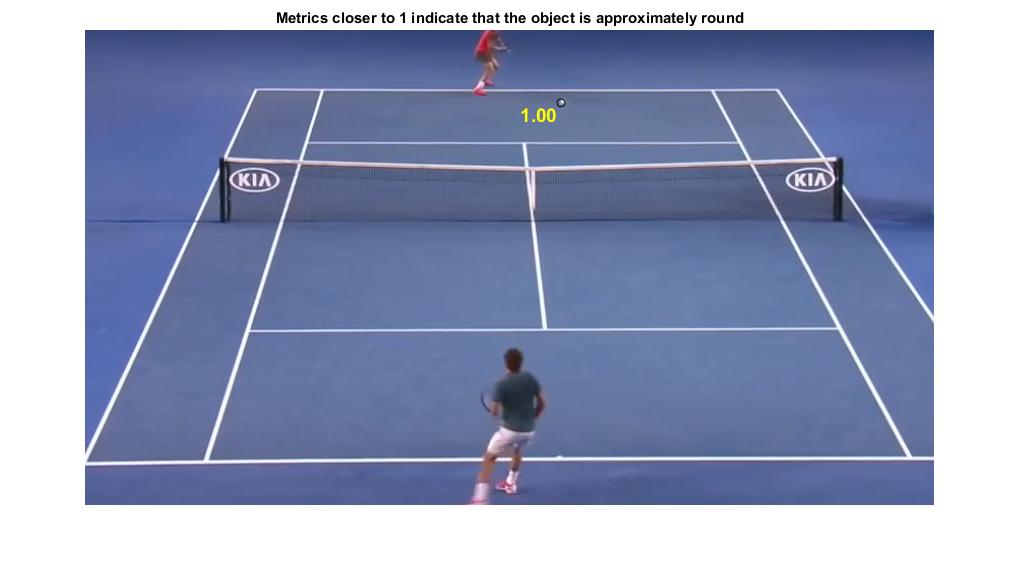 Metrics closer to 1 indicate that the object is approximately round
1.00
KIA
KIA